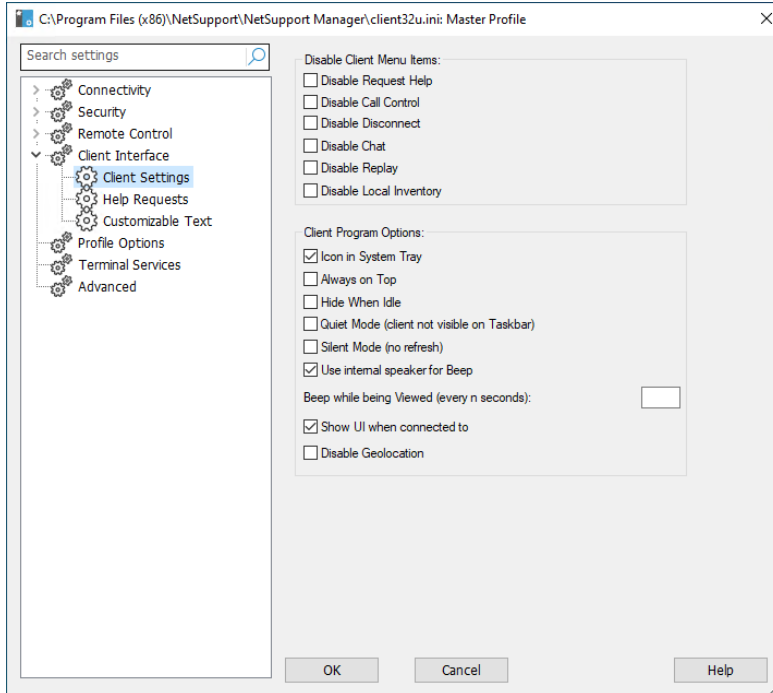 C:\Program Files (x86)\NetSupport\NetSupport Manager\client32u.ini: Master Profile
Search settings
Connectivity
Security
Remote Control
Client Interface
Client Settings
Help Requests
Customizable Text
Profile Options
Terminal Services
Advanced
Disable Client Menu Items:
Disable Request Help
Disable Call Control
Disable Disconnect
Disable Chat
Disable Replay
Disable Local Inventory
Client Program Options:
Icon in System Tray
Always on Top
Hide When Idle
Quiet Mode (client not visible on Taskbar)
Silent Mode (no refresh)
Use internal speaker for Beep
Beep while being Viewed (every n seconds):
Show UI when connected to
Disable Geolocation
OK
Cancel
Help